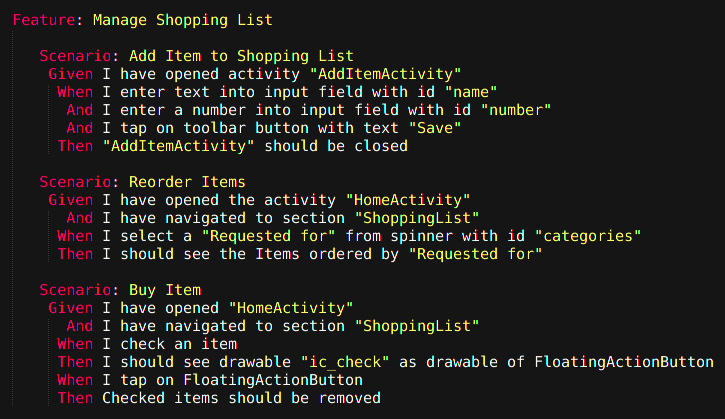 Feature: Manage Shopping List
Scenario: Add Item to Shopping List
Given I have opened activity "AddItemActivity"
When I enter text into input field with id "name"
And I enter a number into input field with id "number"
And I tap on toolbar button with text "Save"
Then "AddItemActivity" should be closed
Scenario: Reorder Items
Given I have opened the activity "HomeActivity"
And I have navigated to section "ShoppingList"
When I select a "Requested for" from spinner with id "categories"
Then I should see the Items ordered by "Requested for"
Scenario: Buy Item
Given I have opened "HomeActivity"
And I have navigated to section "ShoppingList"
When I check an item
Then I should see drawable "ic_check" as drawable of FloatingActionButton
When I tap on FloatingActionButton
Then Checked items should be removed